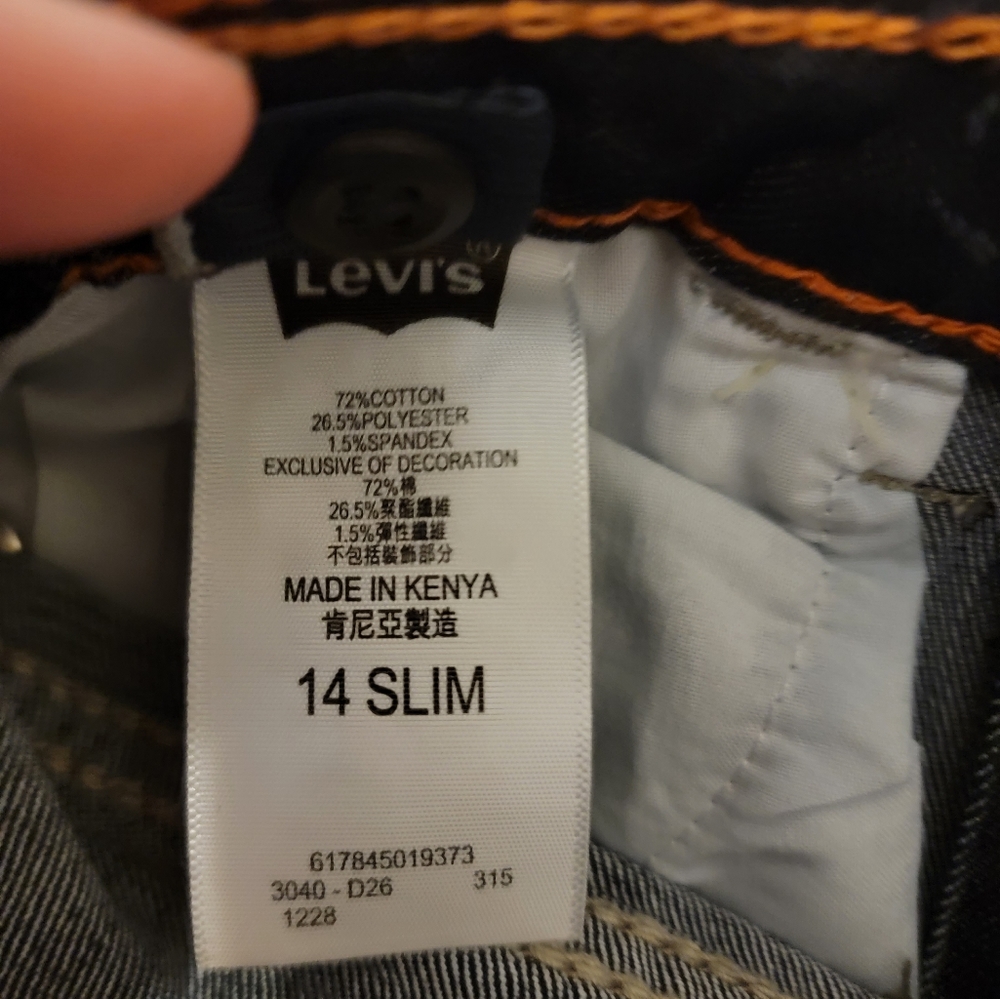 Levi's ®
72%COTTON
26.5%POLYESTER
1.5%SPANDEX
EXCLUSIVE OF DECORATION
72%棉
26.5%聚酯纖維
1.5%彈性纖維
不包括裝飾部分
MADE IN KENYA
肯尼亞製造
14 SLIM
617845019373
3040 - D26 315
1228